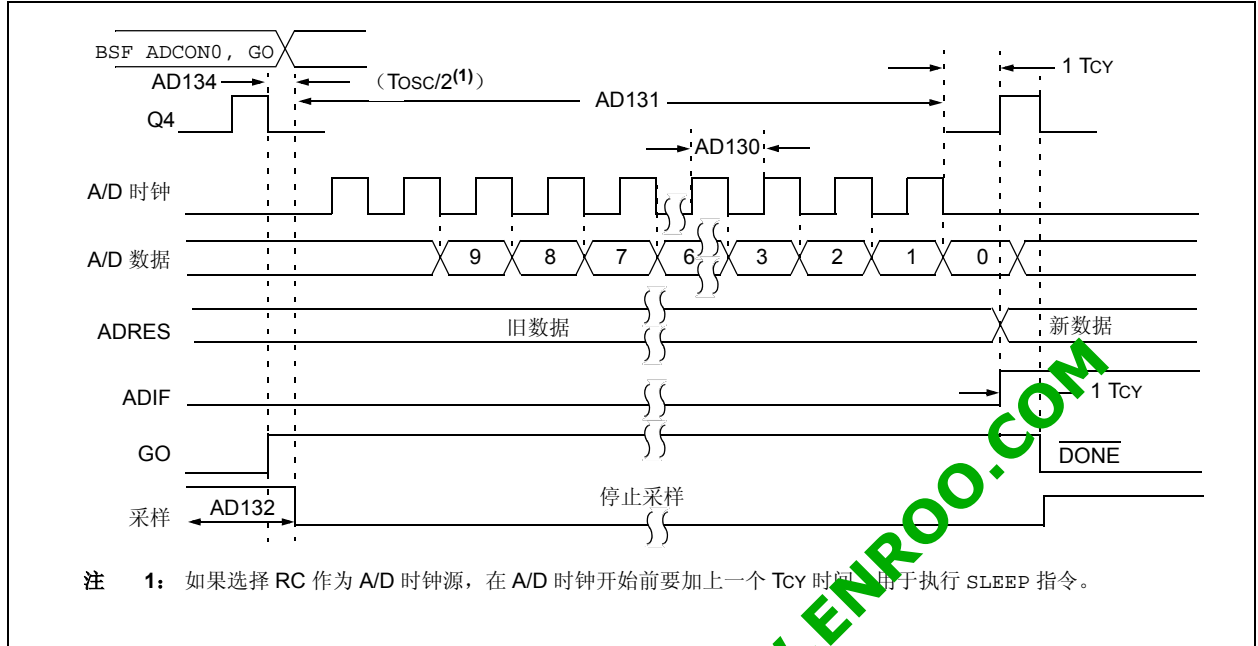 BSF ADCON0, GO
AD134
(TOSC/2(1))
1 TCY
AD131
Q4
AD130
A/D 时钟
A/D 数据
9 8 7 6 3 2 1 0
ADRES
旧数据
新数据
ADIF
1 TCY
GO
DONE
采样
AD132
停止采样
注 1： 如果选择 RC 作为 A/D 时钟源，在 A/D 时钟开始前要加上一个 TCY 时间 用于执行 SLEEP 指令。
ENROO.COM